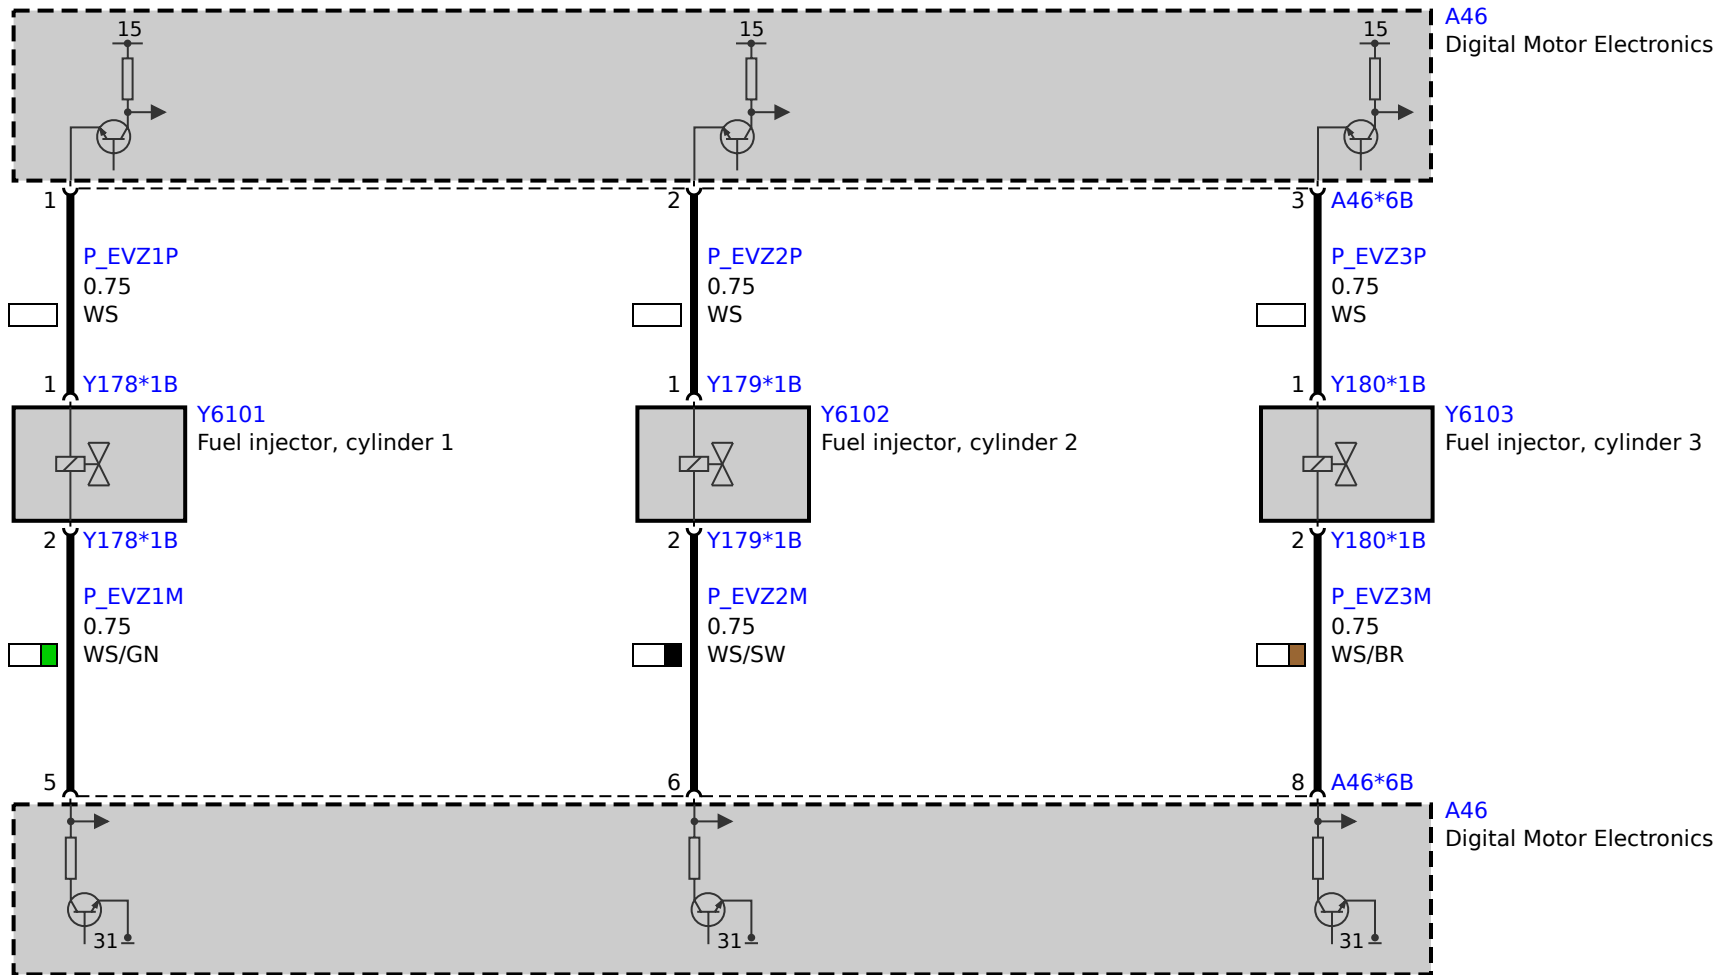 15
15
15
A46
Digital Motor Electronics
1
2
3
A46*6B
P_EVZ1P
0.75
WS
P_EVZ2P
0.75
WS
P_EVZ3P
0.75
WS
1
Y178*1B
1
Y179*1B
1
Y180*1B
Y6101
Fuel injector, cylinder 1
Y6102
Fuel injector, cylinder 2
Y6103
Fuel injector, cylinder 3
2
Y178*1B
2
Y179*1B
2
Y180*1B
P_EVZ1M
0.75
WS/GN
P_EVZ2M
0.75
WS/SW
P_EVZ3M
0.75
WS/BR
5
6
8
A46*6B
A46
Digital Motor Electronics
31
31
31